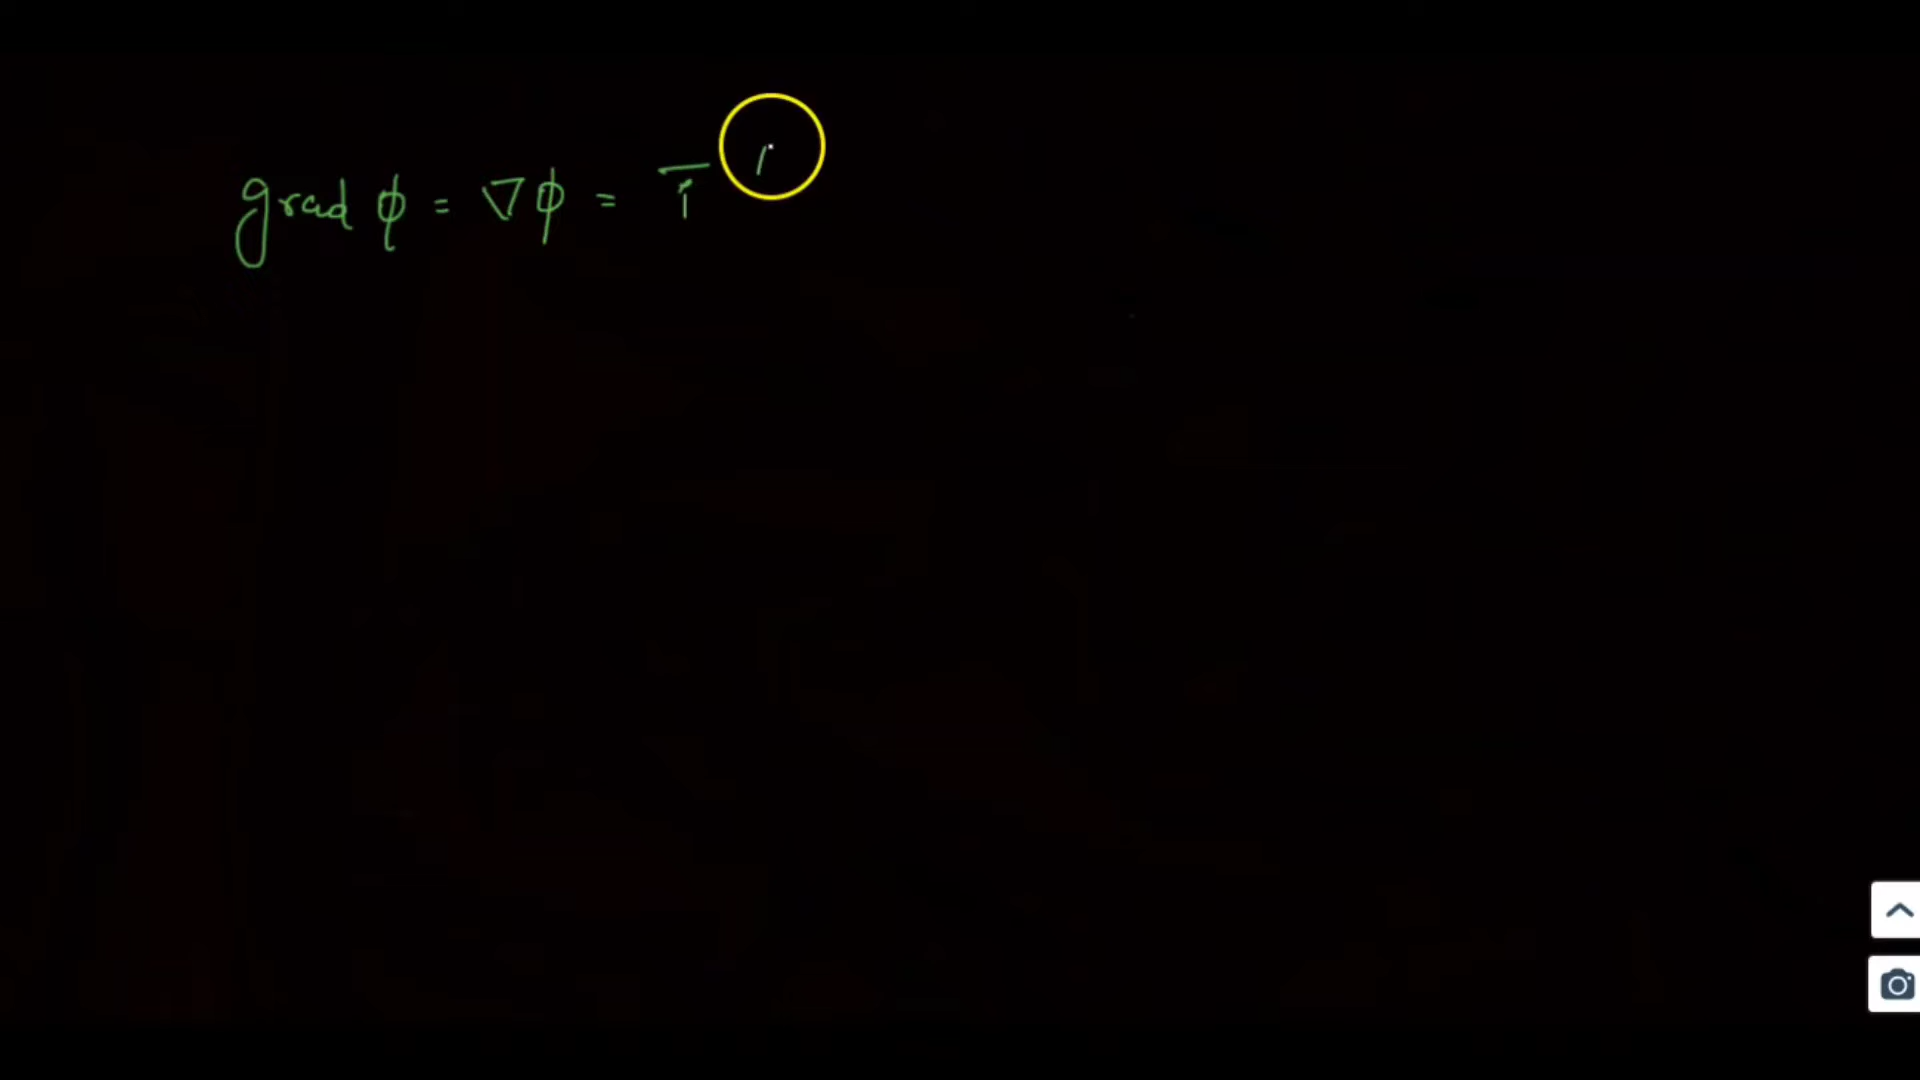 grad ϕ = ∇ϕ = i̅